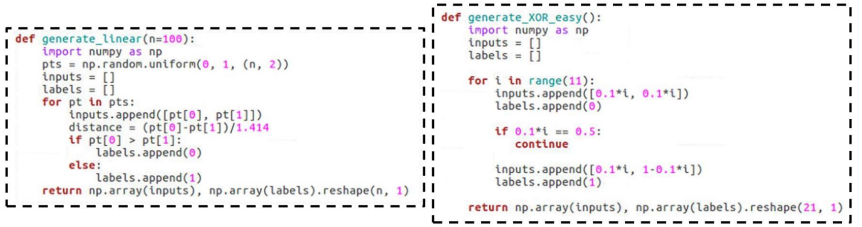 def generate_linear(n=100):
    import numpy as np
    pts = np.random.uniform(0, 1, (n, 2))
    inputs = []
    labels = []
    for pt in pts:
        inputs.append([pt[0], pt[1]])
        distance = (pt[0]-pt[1])/1.414
        if pt[0] > pt[1]:
            labels.append(0)
        else:
            labels.append(1)
    return np.array(inputs), np.array(labels).reshape(n, 1)
def generate_XOR_easy():
    import numpy as np
    inputs = []
    labels = []
    for i in range(11):
        inputs.append([0.1*i, 0.1*i])
        labels.append(0)
        if 0.1*i == 0.5:
            continue
        inputs.append([0.1*i, 1-0.1*i])
        labels.append(1)
    return np.array(inputs), np.array(labels).reshape(21, 1)